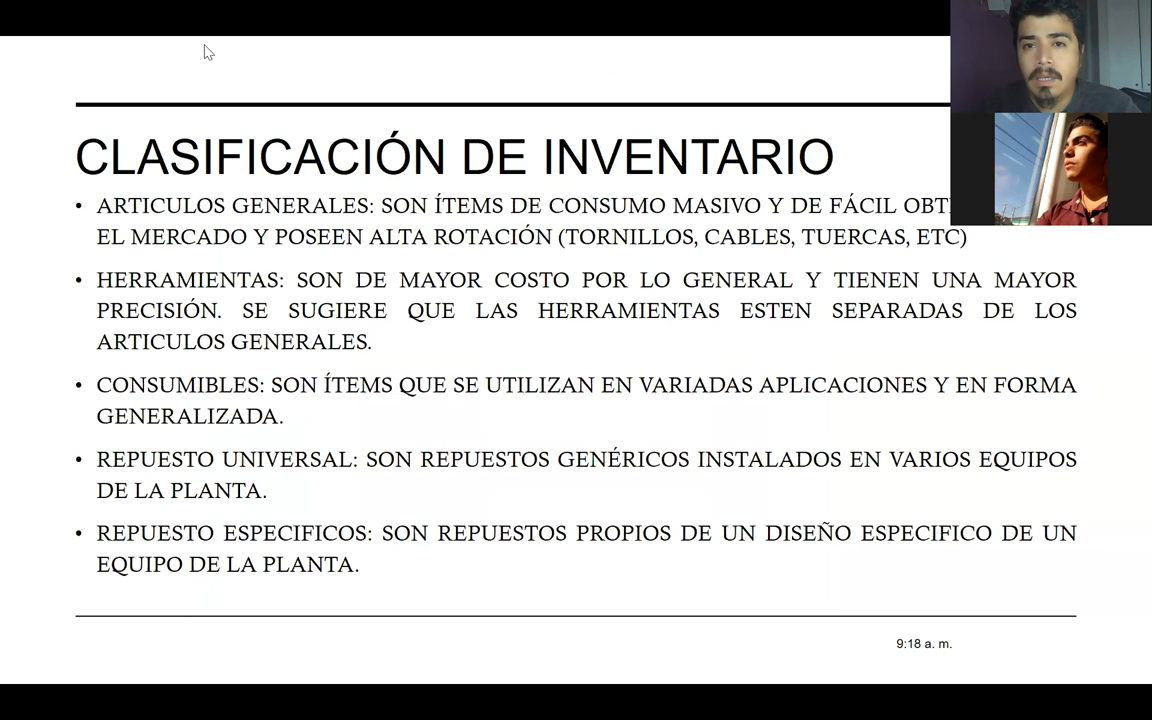 CLASIFICACIÓN DE INVENTARIO
• ARTICULOS GENERALES: SON ÍTEMS DE CONSUMO MASIVO Y DE FÁCIL
EL MERCADO Y POSEEN ALTA ROTACIÓN (TORNILLOS, CABLES, TUERCAS, ETC)
• HERRAMIENTAS: SON DE MAYOR COSTO POR LO GENERAL Y TIENEN UNA MAYOR
PRECISIÓN. SE SUGIERE QUE LAS HERRAMIENTAS ESTEN SEPARADAS DE LOS
ARTICULOS GENERALES.
• CONSUMIBLES: SON ÍTEMS QUE SE UTILIZAN EN VARIADAS APLICACIONES Y EN FORMA
GENERALIZADA.
• REPUESTO UNIVERSAL: SON REPUESTOS GENÉRICOS INSTALADOS EN VARIOS EQUIPOS
DE LA PLANTA.
• REPUESTO ESPECIFICOS: SON REPUESTOS PROPIOS DE UN DISEÑO ESPECIFICO DE UN
EQUIPO DE LA PLANTA.
9:18 a. m.